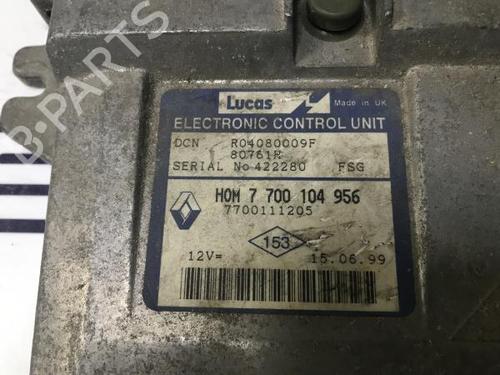 B-PARTS
Lucas Made in UK
ELECTRONIC CONTROL UNIT
DCN R04080009F
80761R
SERIAL No 422280 FSG
HOM 7 700 104 956
7700111205
153
12V= 15.06.99